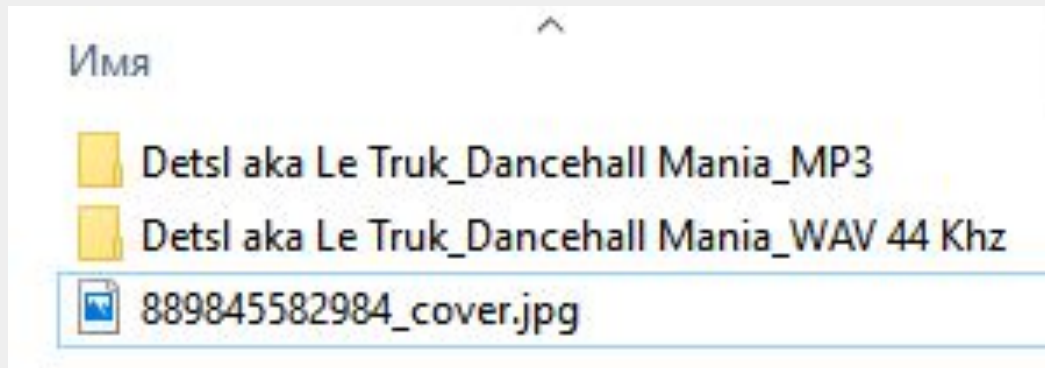 Имя
Detsl aka Le Truk_Dancehall Mania_MP3
Detsl aka Le Truk_Dancehall Mania_WAV 44 Khz
889845582984_cover.jpg